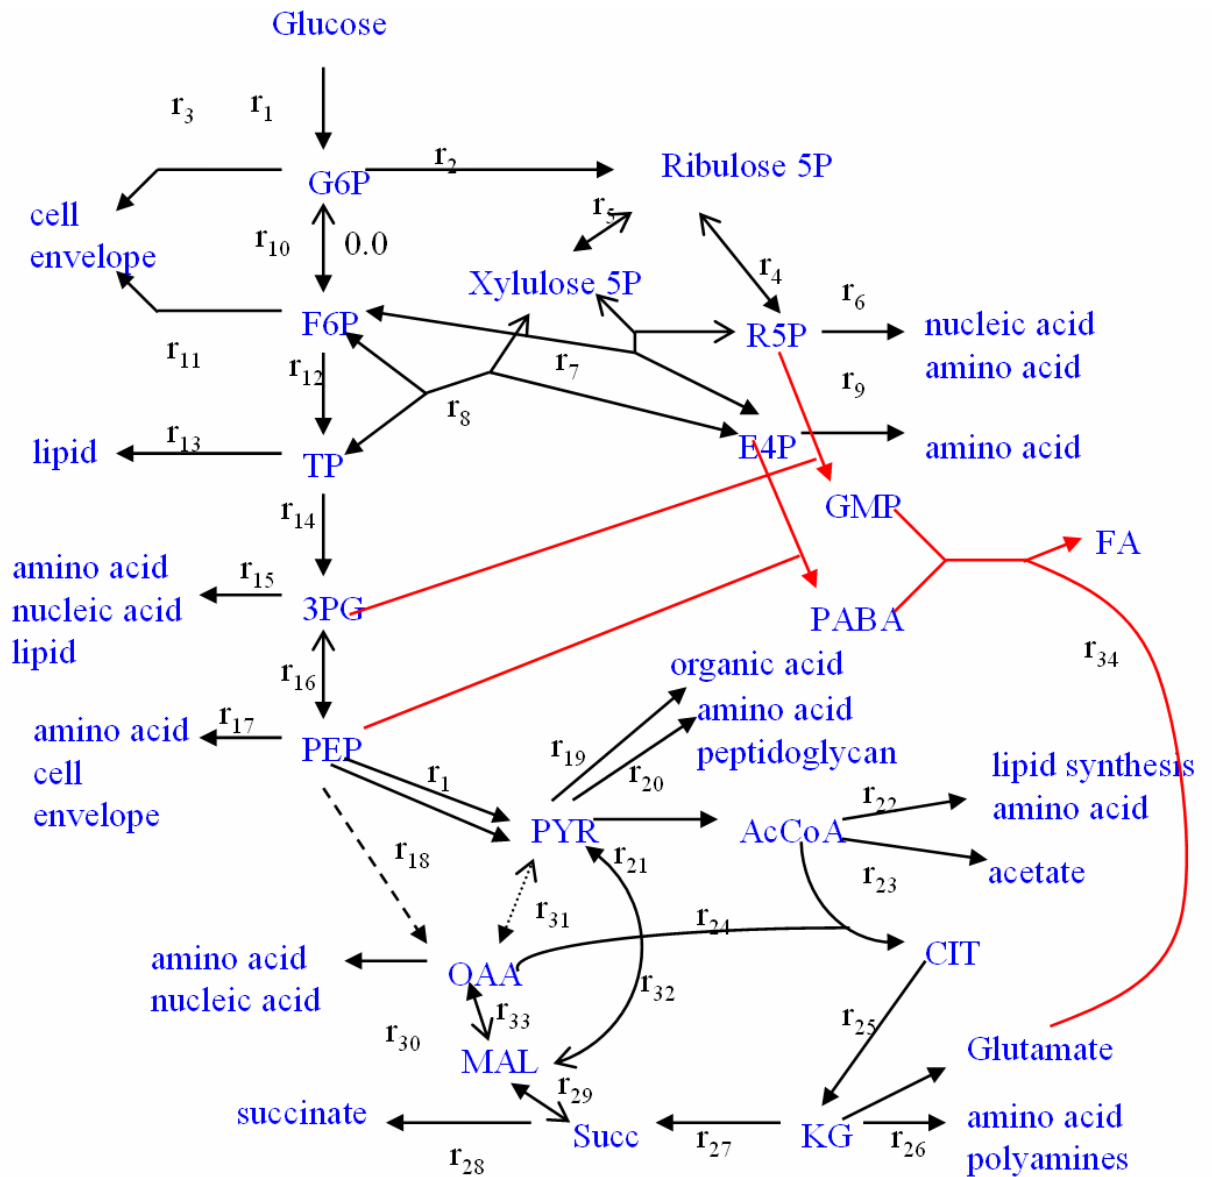 Glucose
r3
r1
r2
Ribulose 5P
G6P
cell
envelope
r5
r10
0.0
r4
Xylulose 5P
r6
F6P
R5P
nucleic acid
amino acid
r11
r12
r7
r9
r8
r13
lipid
TP
E4P
amino acid
GMP
r14
FA
amino acid
nucleic acid
lipid
r15
3PG
PABA
r34
r16
organic acid
r17
amino acid
cell
envelope
PEP
r1
r19
r20
amino acid
peptidoglycan
lipid synthesis
amino acid
r22
PYR
AcCoA
r18
r21
r23
acetate
r31
r24
amino acid
nucleic acid
OAA
CIT
r32
r33
r30
r25
MAL
Glutamate
r29
succinate
Succ
KG
amino acid
polyamines
r28
r27
r26